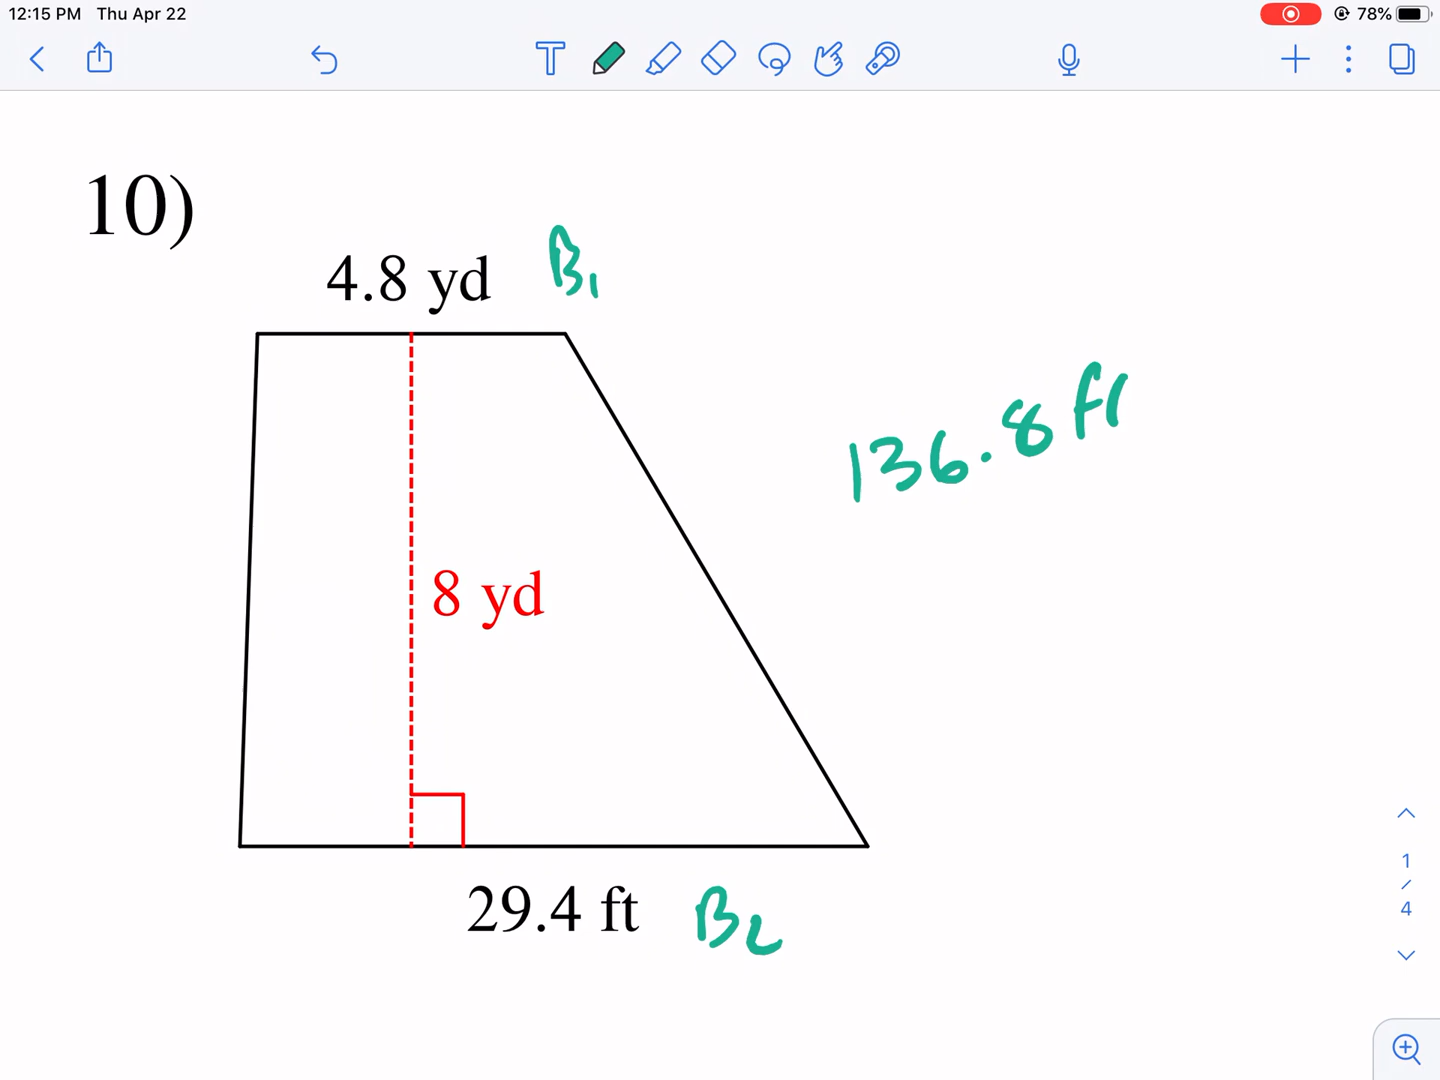 12:15 PM Thu Apr 22
78%
10)
4.8 yd B1
136.8 ft
8 yd
29.4 ft B2
1
/
4